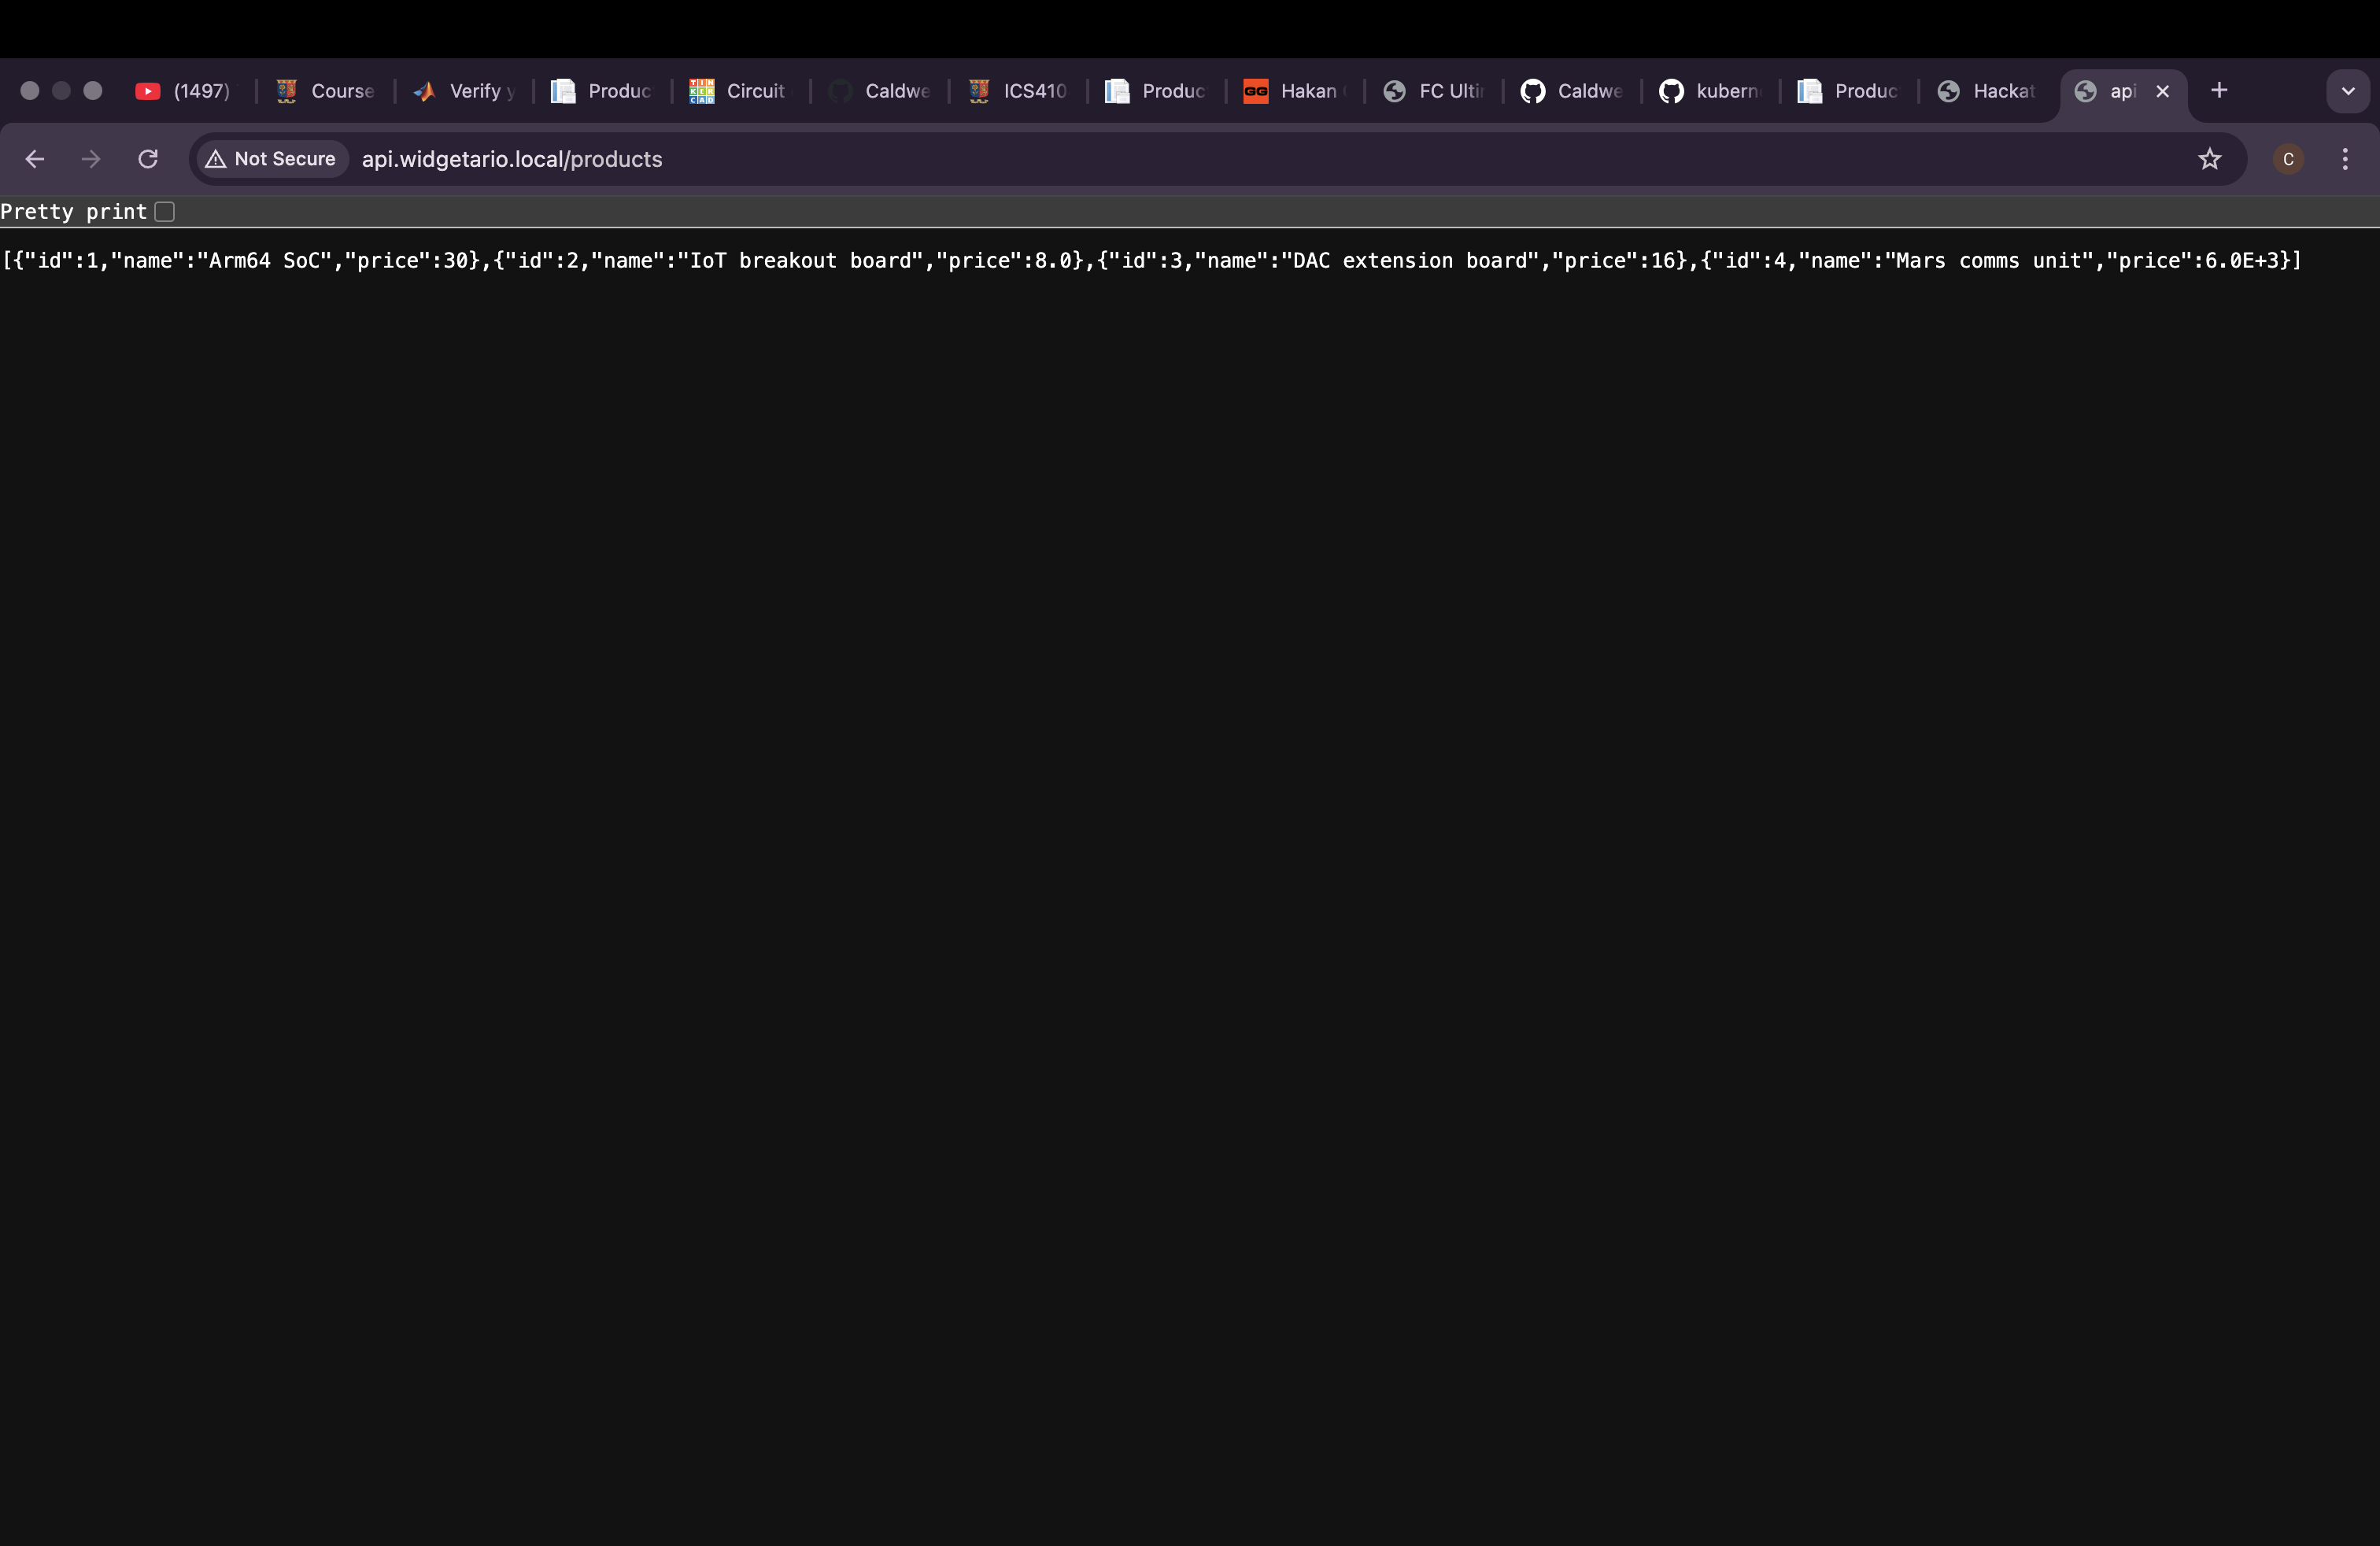 (1497) Course Verify y Produc Circuit Caldwe ICS410 Produc GG Hakan FC Ulti Caldwe kubern Produc Hackat api
Not Secure api.widgetario.local/products C
Pretty print
[{"id":1,"name":"Arm64 SoC","price":30},{"id":2,"name":"IoT breakout board","price":8.0},{"id":3,"name":"DAC extension board","price":16},{"id":4,"name":"Mars comms unit","price":6.0E+3}]